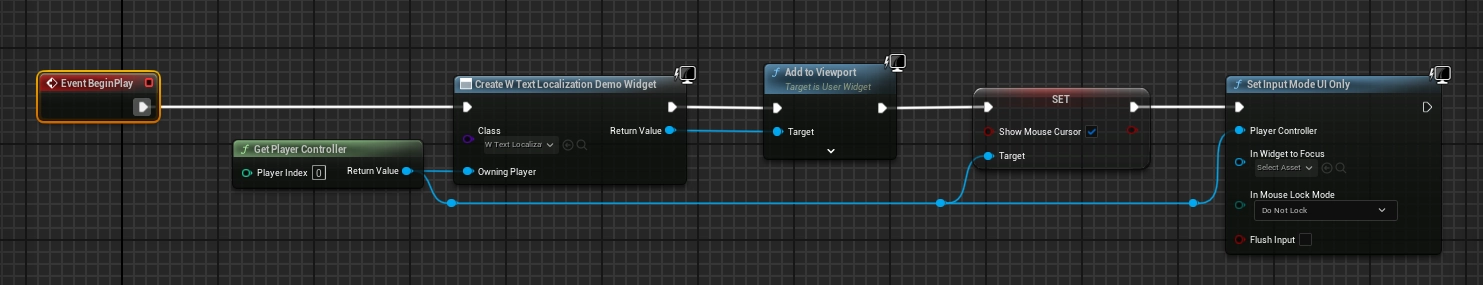 Event BeginPlay
Get Player Controller
Player Index 0
Return Value
Create W Text Localization Demo Widget
Class
W Text Localiza
Return Value
Owning Player
Add to Viewport
Target is User Widget
Target
SET
Show Mouse Cursor
Target
Set Input Mode UI Only
Player Controller
In Widget to Focus
Select Asset
In Mouse Lock Mode
Do Not Lock
Flush Input